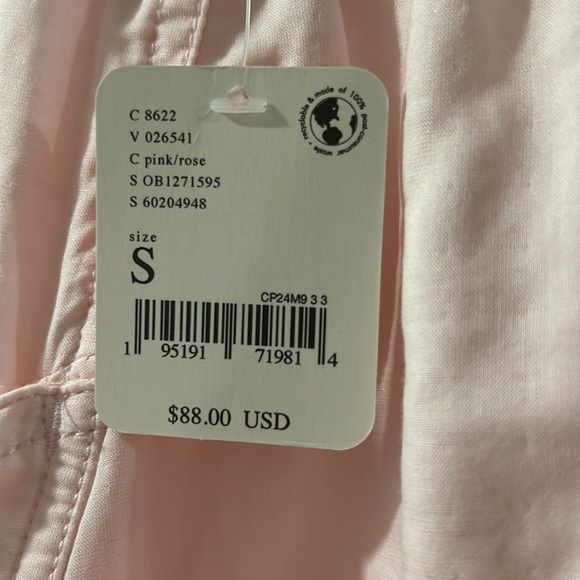 recyclable & made of 100% post-consumer waste •
C 8622
V 026541
C pink/rose
S OB1271595
S 60204948
size
S
CP24M9 3 3
1 95191 71981 4
$88.00 USD